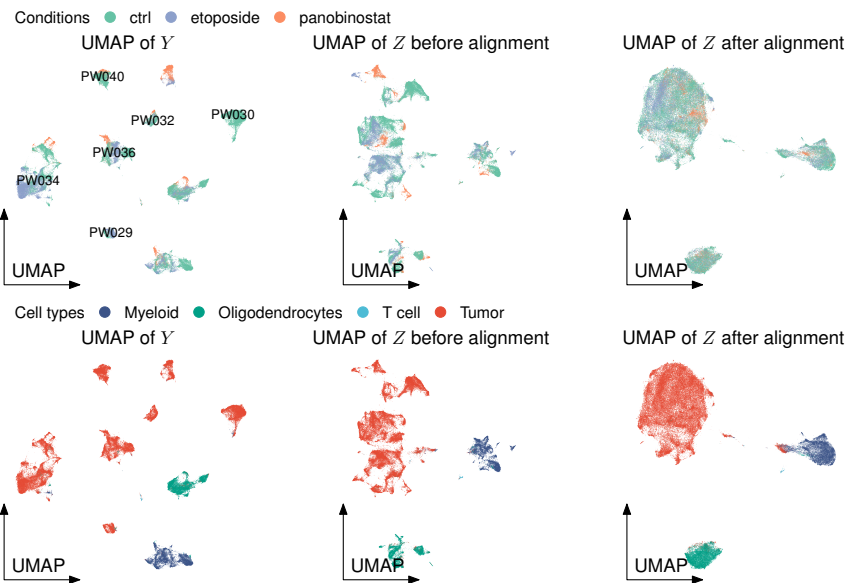 Conditions ctrl etoposide panobinostat
UMAP of Y
UMAP of Z before alignment
UMAP of Z after alignment
PW040
PW032
PW030
PW036
PW034
PW029
UMAP
UMAP
UMAP
Cell types Myeloid Oligodendrocytes T cell Tumor
UMAP of Y
UMAP of Z before alignment
UMAP of Z after alignment
UMAP
UMAP
UMAP